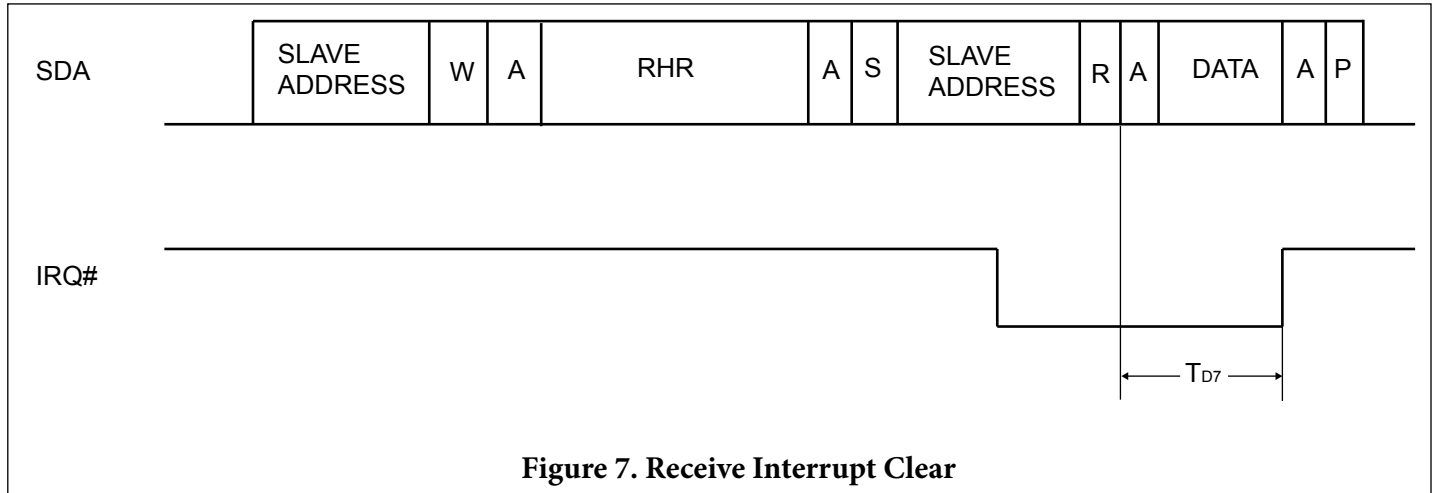 SDA
SLAVE
ADDRESS
W
A
RHR
A
S
SLAVE
ADDRESS
R
A
DATA
A
P
IRQ#
TD7
Figure 7. Receive Interrupt Clear